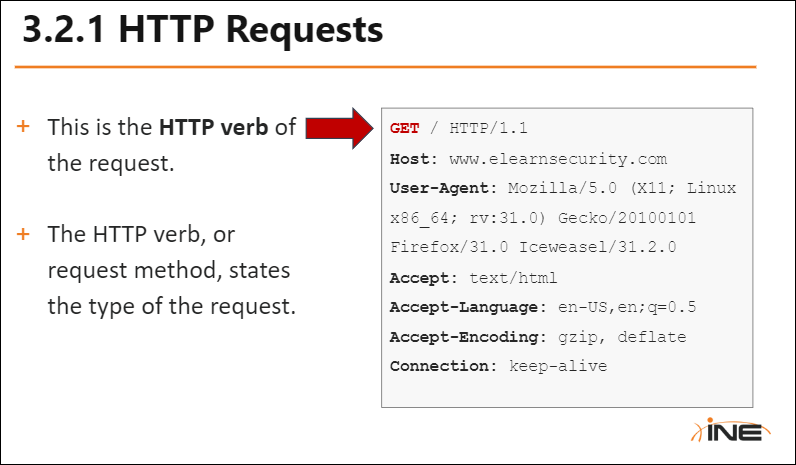 3.2.1 HTTP Requests
+ This is the HTTP verb of
the request.
+ The HTTP verb, or
request method, states
the type of the request.
GET / HTTP/1.1
Host: www.elearnsecurity.com
User-Agent: Mozilla/5.0 (X11; Linux
x86_64; rv:31.0) Gecko/20100101
Firefox/31.0 Iceweasel/31.2.0
Accept: text/html
Accept-Language: en-US,en;q=0.5
Accept-Encoding: gzip, deflate
Connection: keep-alive
INE